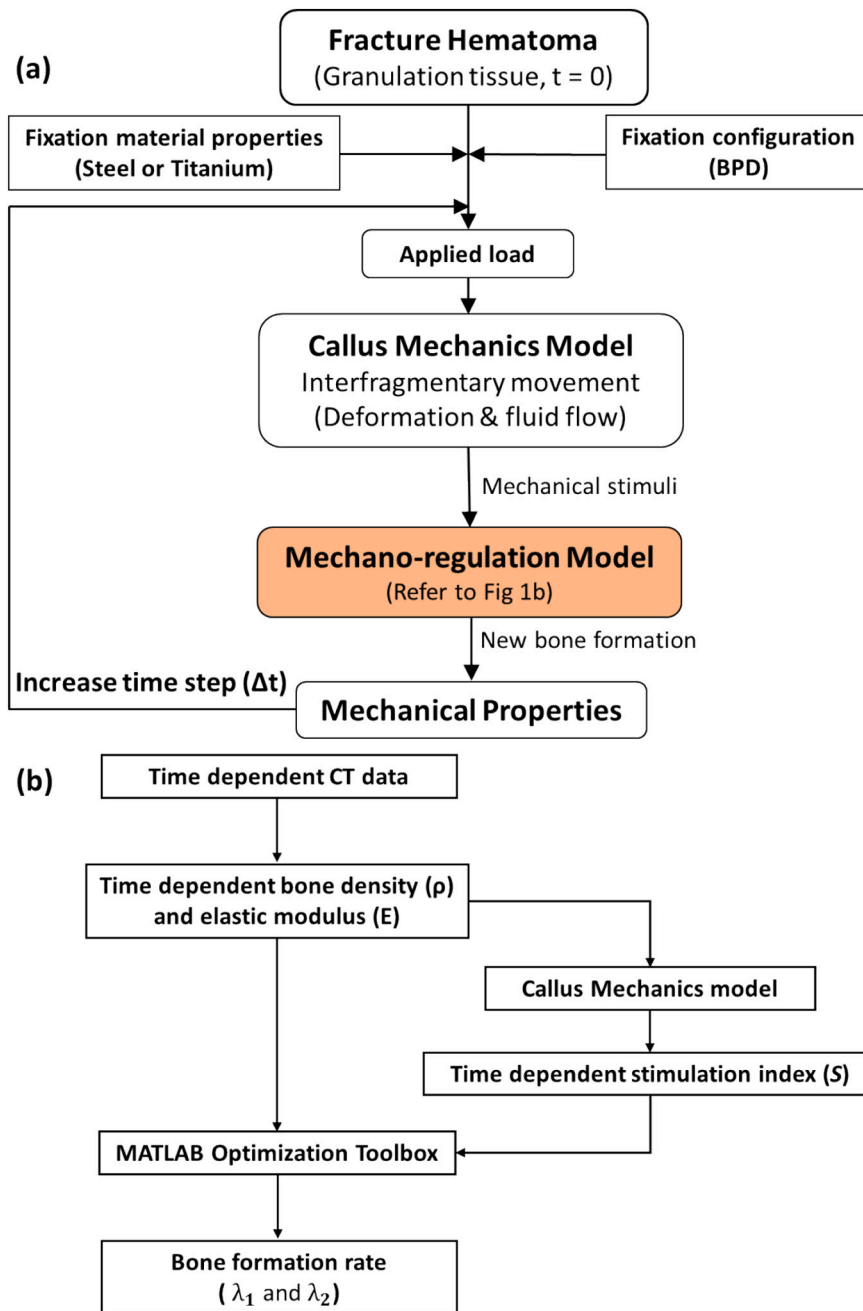 (a)
Fracture Hematoma
(Granulation tissue, t = 0)
Fixation material properties
(Steel or Titanium)
Fixation configuration
(BPD)
Applied load
Callus Mechanics Model
Interfragmentary movement
(Deformation & fluid flow)
Mechanical stimuli
Mechano-regulation Model
(Refer to Fig 1b)
New bone formation
Increase time step (Δt)
Mechanical Properties
(b)
Time dependent CT data
Time dependent bone density (ρ)
and elastic modulus (E)
Callus Mechanics model
Time dependent stimulation index (S)
MATLAB Optimization Toolbox
Bone formation rate
( λ₁ and λ₂)